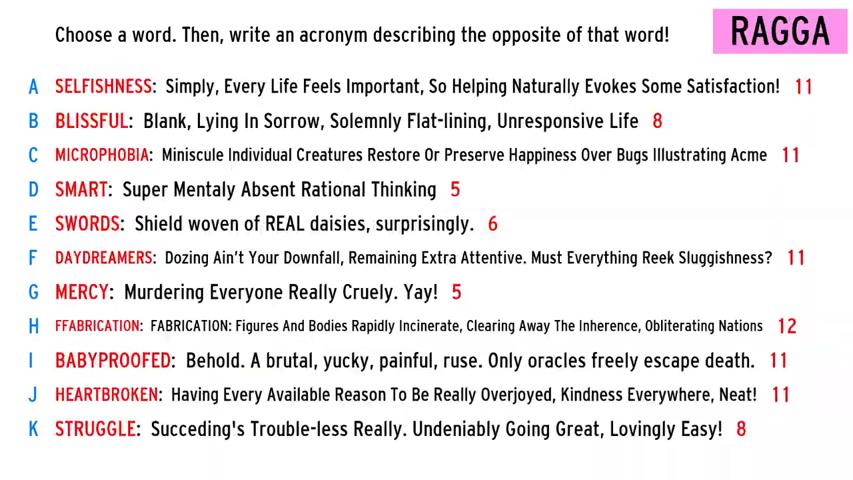 Choose a word. Then, write an acronym describing the opposite of that word!
RAGGA
A SELFISHNESS: Simply, Every Life Feels Important, So Helping Naturally Evokes Some Satisfaction! 11
B BLISSFUL: Blank, Lying In Sorrow, Solemnly Flat-lining, Unresponsive Life 8
C MICROPHOBIA: Miniscule Individual Creatures Restore Or Preserve Happiness Over Bugs Illustrating Acme 11
D SMART: Super Mentaly Absent Rational Thinking 5
E SWORDS: Shield woven of REAL daisies, surprisingly. 6
F DAYDREAMERS: Dozing Ain't Your Downfall, Remaining Extra Attentive. Must Everything Reek Sluggishness? 11
G MERCY: Murdering Everyone Really Cruely. Yay! 5
H FFABRICATION: FABRICATION: Figures And Bodies Rapidly Incinerate, Clearing Away The Inherence, Obliterating Nations 12
I BABYPROOFED: Behold. A brutal, yucky, painful, ruse. Only oracles freely escape death. 11
J HEARTBROKEN: Having Every Available Reason To Be Really Overjoyed, Kindness Everywhere, Neat! 11
K STRUGGLE: Succeding's Trouble-less Really. Undeniably Going Great, Lovingly Easy! 8